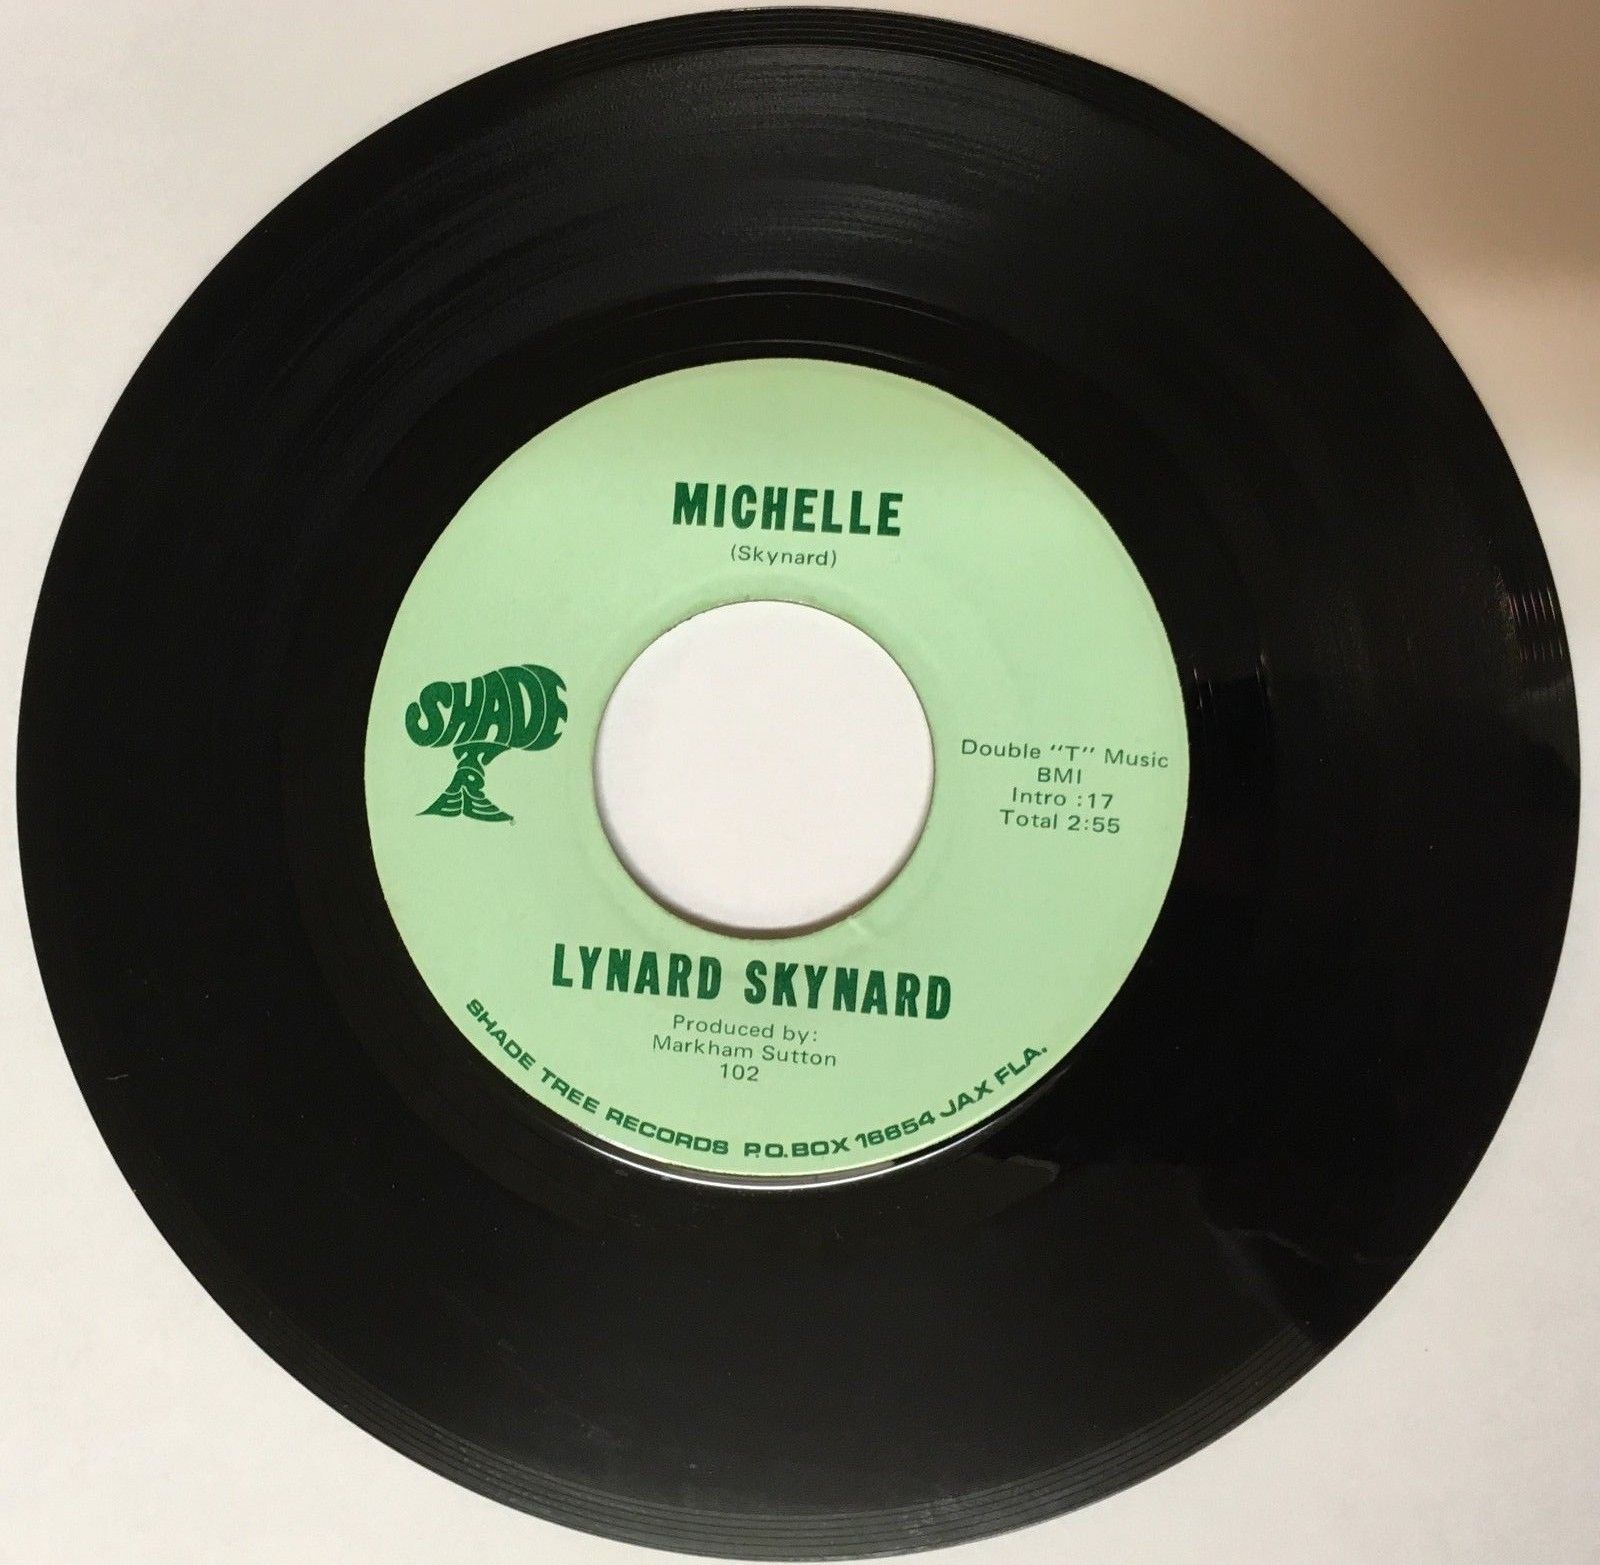 MICHELLE
(Skynard)
SHADE
TREE
Double "T" Music
BMI
Intro :17
Total 2:55
LYNARD SKYNARD
Produced by:
Markham Sutton
102
SHADE TREE RECORDS P.O. BOX 16654 JAX FLA.